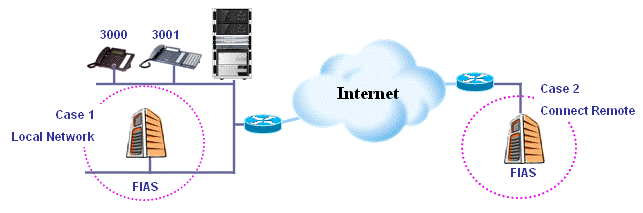 3000 3001
Case 1
Local Network
FIAS
Internet
Case 2
Connect Remote
FIAS